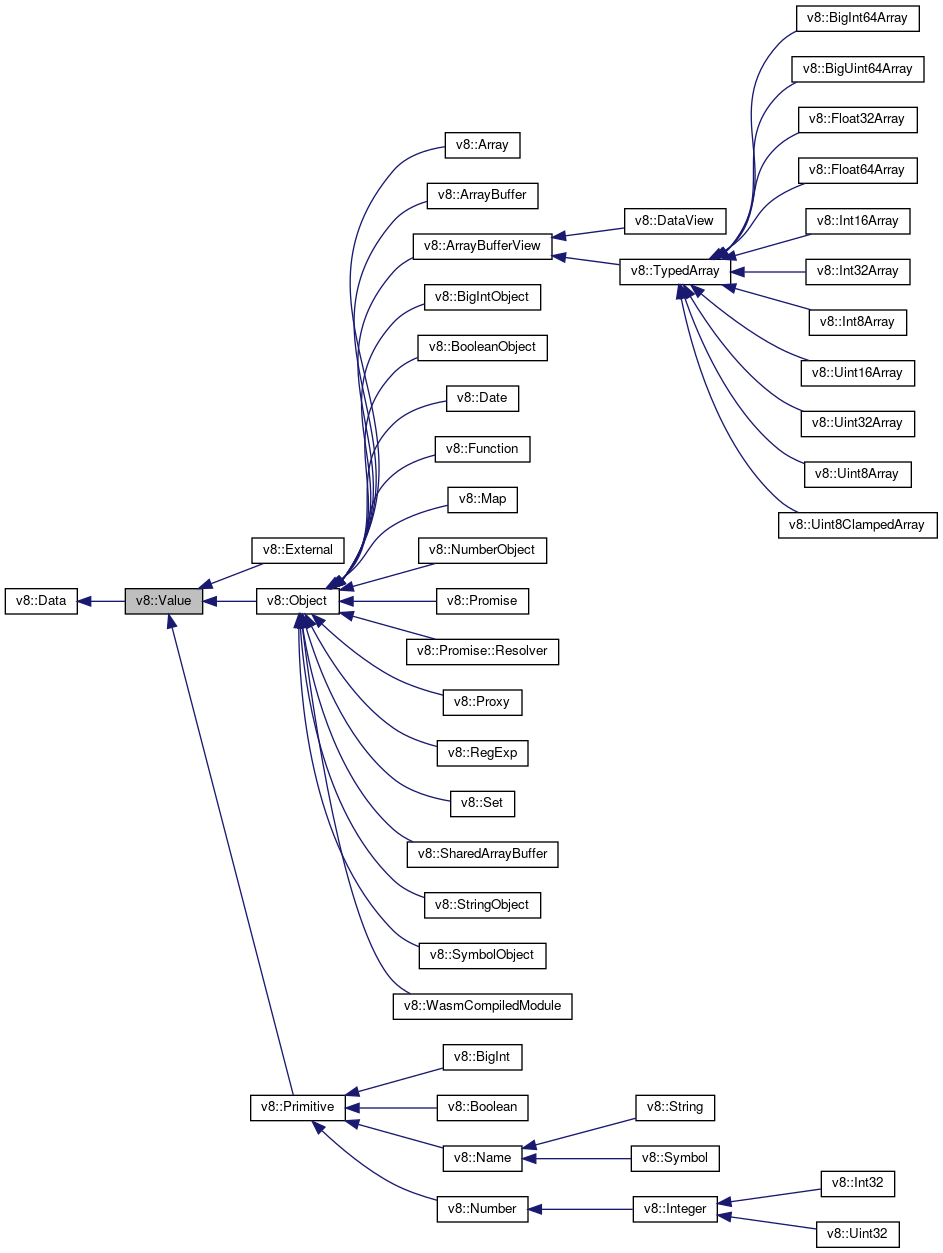 v8::BigInt64Array
v8::BigUint64Array
v8::Float32Array
v8::Array
v8::Float64Array
v8::ArrayBuffer
v8::DataView
v8::Int16Array
v8::ArrayBufferView
v8::TypedArray
v8::Int32Array
v8::BigIntObject
v8::Int8Array
v8::BooleanObject
v8::Uint16Array
v8::Date
v8::Uint32Array
v8::Function
v8::Uint8Array
v8::Map
v8::Uint8ClampedArray
v8::External
v8::NumberObject
v8::Data
v8::Value
v8::Object
v8::Promise
v8::Promise::Resolver
v8::Proxy
v8::RegExp
v8::Set
v8::SharedArrayBuffer
v8::StringObject
v8::SymbolObject
v8::WasmCompiledModule
v8::BigInt
v8::Primitive
v8::Boolean
v8::String
v8::Name
v8::Symbol
v8::Int32
v8::Number
v8::Integer
v8::Uint32